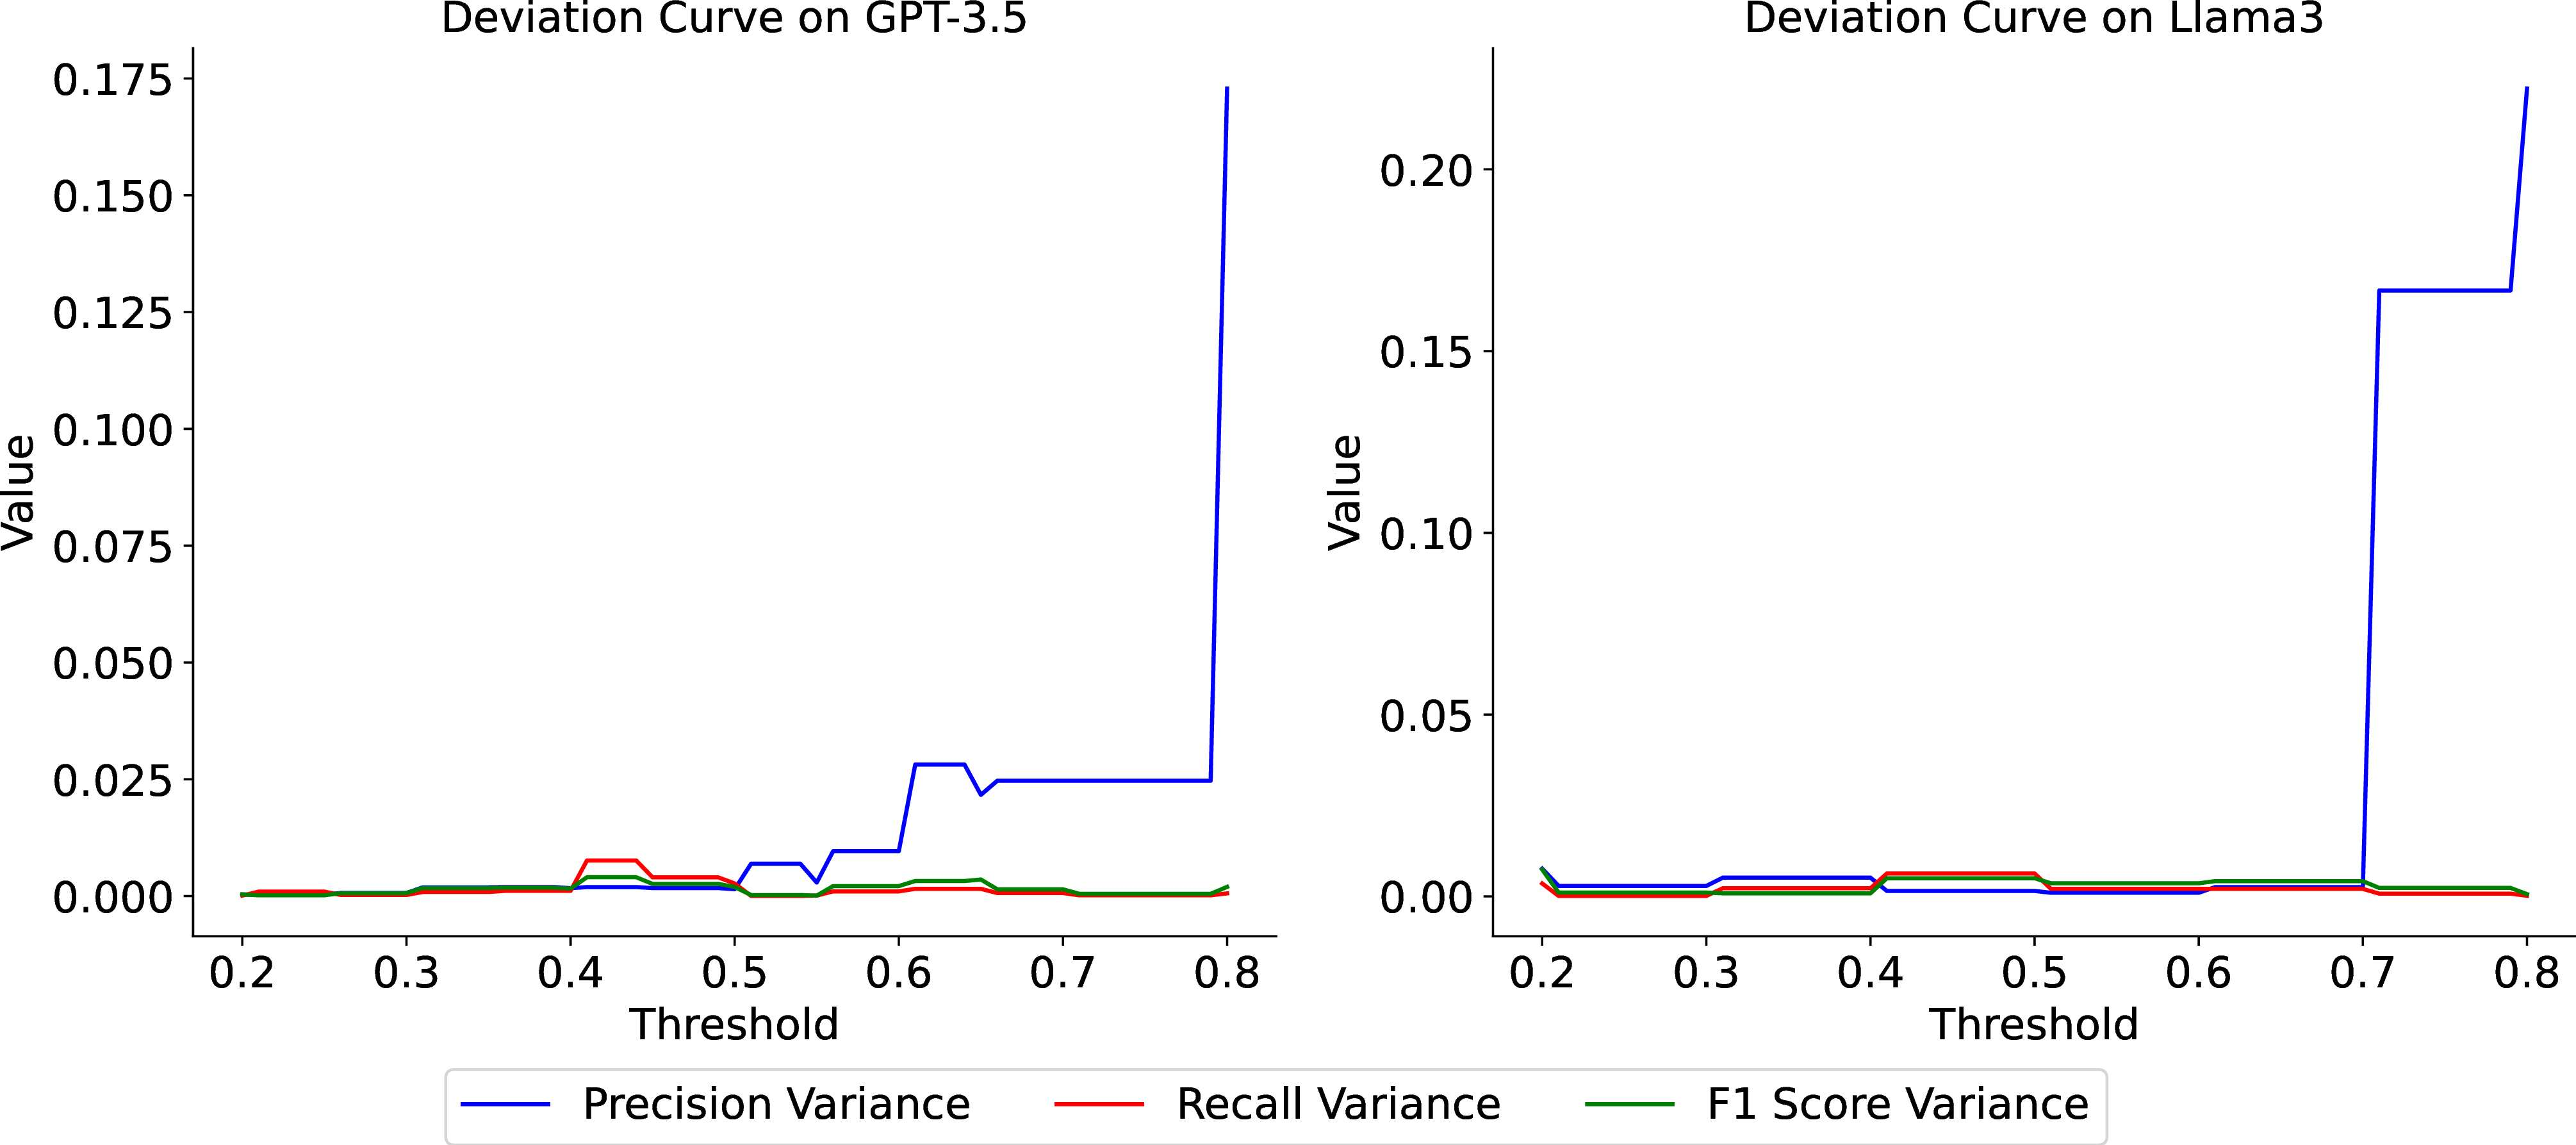 Deviation Curve on GPT-3.5
0.175
0.150
0.125
0.100
0.075
0.050
0.025
0.000
Value
0.2 0.3 0.4 0.5 0.6 0.7 0.8
Threshold
Deviation Curve on Llama3
0.20
0.15
0.10
0.05
0.00
Value
0.2 0.3 0.4 0.5 0.6 0.7 0.8
Threshold
Precision Variance Recall Variance F1 Score Variance